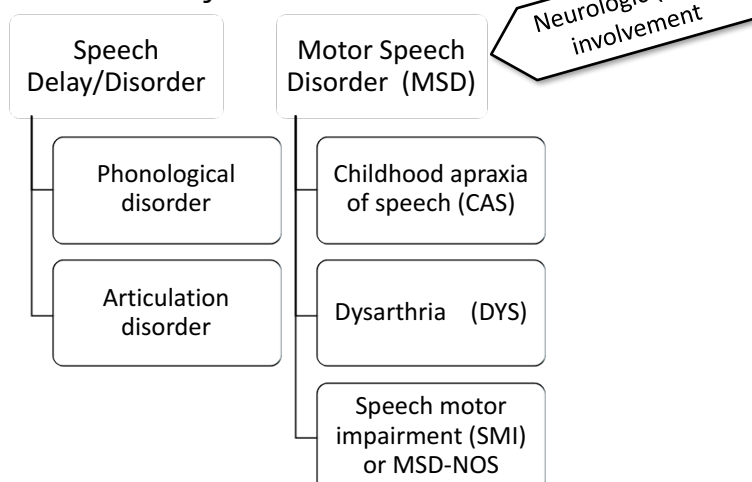 Neurologic
involvement
Speech
Delay/Disorder
Motor Speech
Disorder (MSD)
Phonological
disorder
Childhood apraxia
of speech (CAS)
Articulation
disorder
Dysarthria (DYS)
Speech motor
impairment (SMI)
or MSD-NOS